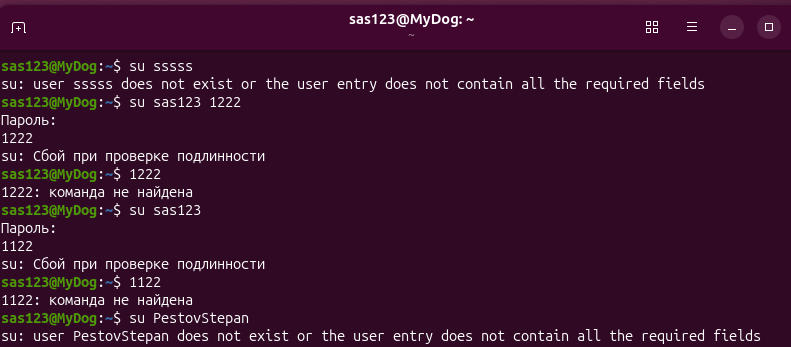 sas123@MyDog: ~
~
sas123@MyDog:~$ su sssss
su: user sssss does not exist or the user entry does not contain all the required fields
sas123@MyDog:~$ su sas123 1222
Пароль:
1222
su: Сбой при проверке подлинности
sas123@MyDog:~$ 1222
1222: команда не найдена
sas123@MyDog:~$ su sas123
Пароль:
1122
su: Сбой при проверке подлинности
sas123@MyDog:~$ 1122
1122: команда не найдена
sas123@MyDog:~$ su PestovStepan
su: user PestovStepan does not exist or the user entry does not contain all the required fields